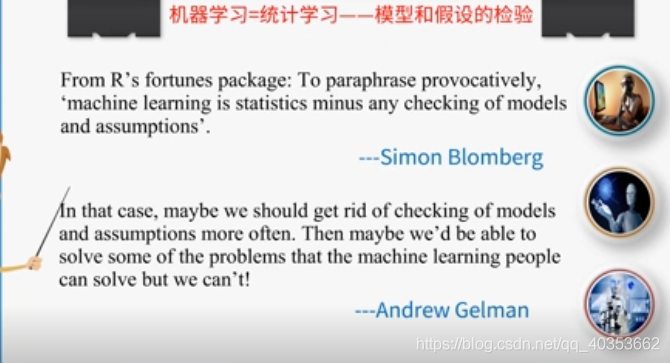 机器学习=统计学习——模型和假设的检验
From R’s fortunes package: To paraphrase provocatively,
‘machine learning is statistics minus any checking of models
and assumptions’.
---Simon Blomberg
In that case, maybe we should get rid of checking of models
and assumptions more often. Then maybe we’d be able to
solve some of the problems that the machine learning people
can solve but we can’t!
---Andrew Gelman
https://blog.csdn.net/qq_40353662